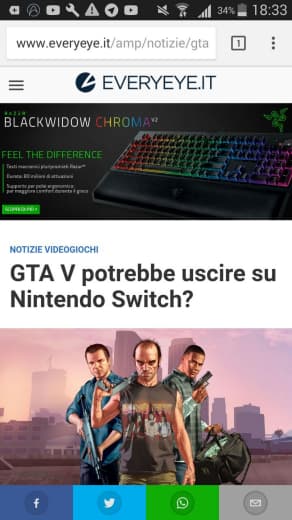 34% 18:33
www.everyeye.it/amp/notizie/gta
1
EVERYEYE.IT
RAZER
BLACKWIDOW CHROMA V2
FEEL THE DIFFERENCE
Tasti meccanici pluripremiati Razer™
Durata: 80 milioni di attuazioni
Supporto per polsi ergonomico:
per maggiore comfort durante il gioco
SCOPRI DI PIÙ >
RAZER
NOTIZIE VIDEOGIOCHI
GTA V potrebbe uscire su
Nintendo Switch?